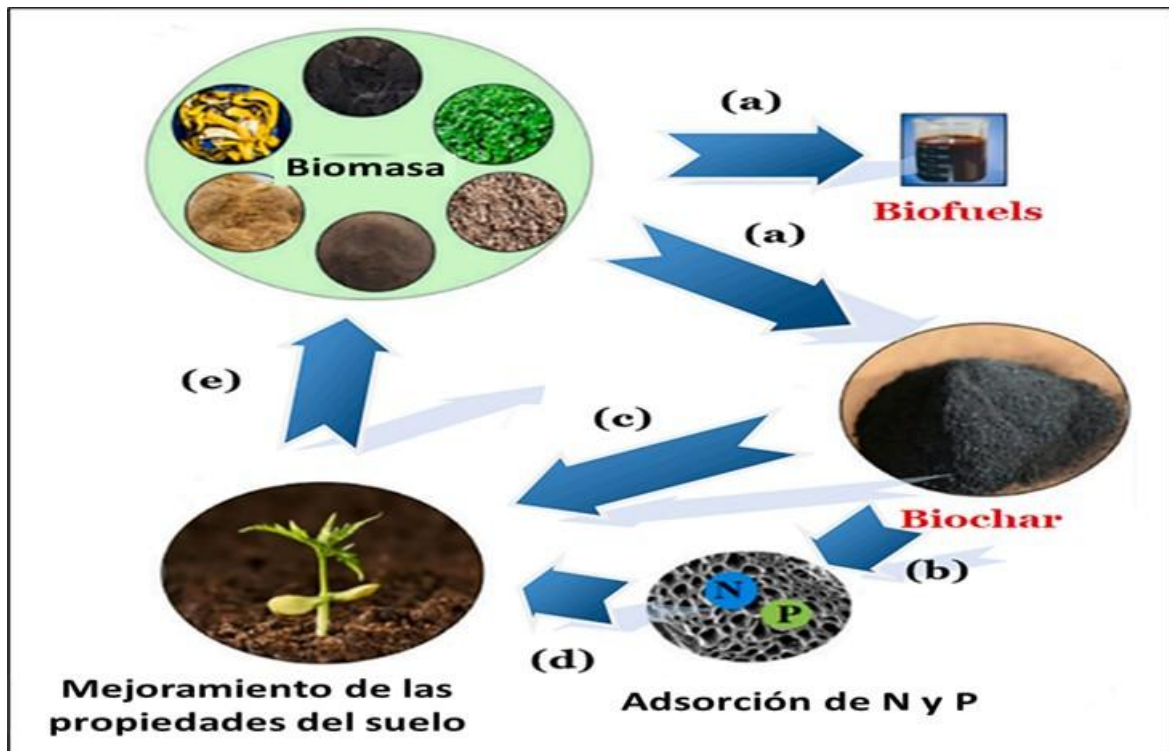 (a)
Biomasa
Biofuels
(a)
(e)
(c)
Biochar
(b)
N
P
(d)
Mejoramiento de las
propiedades del suelo
Adsorción de N y P